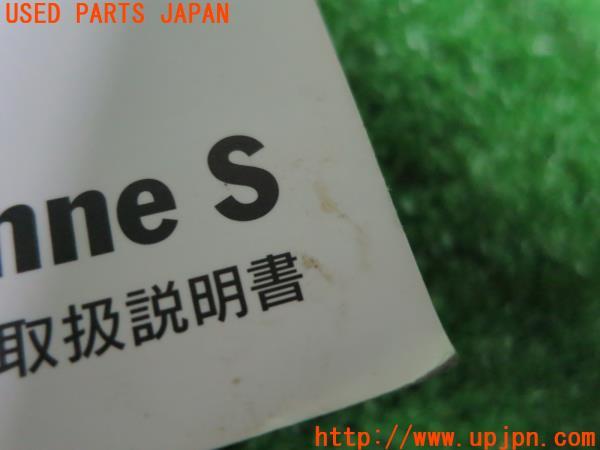 USED PARTS JAPAN
nne S
取扱説明書
http://www.upjpn.com